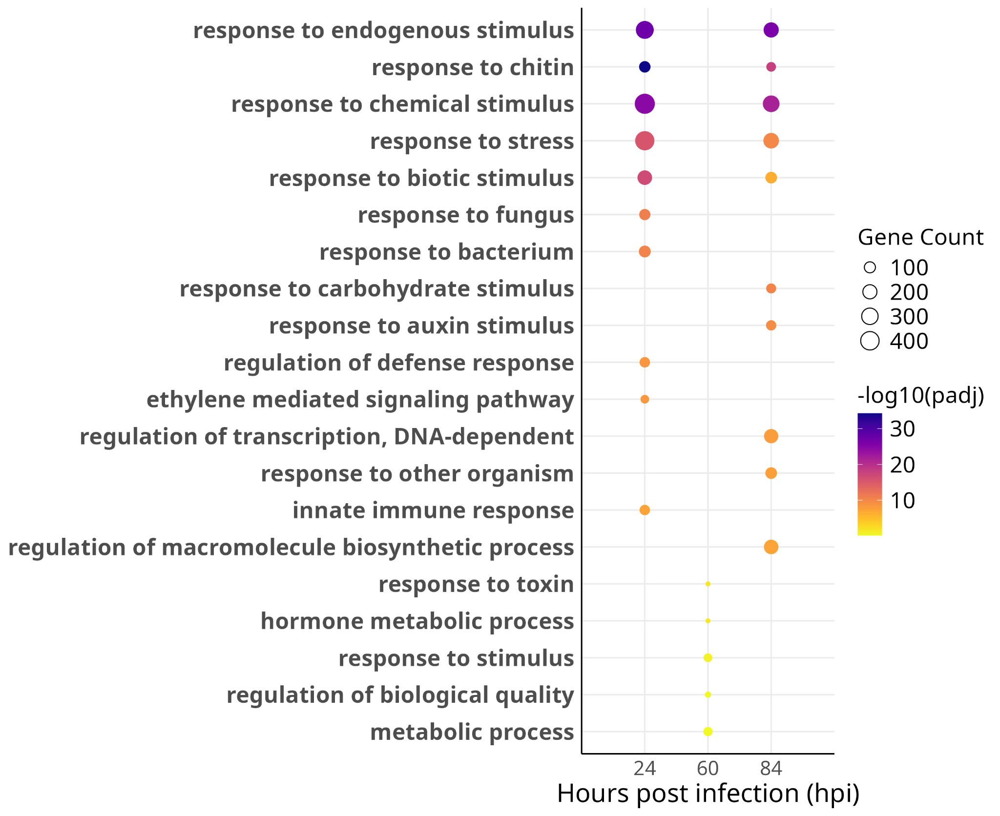 response to endogenous stimulus
response to chitin
response to chemical stimulus
response to stress
response to biotic stimulus
response to fungus
response to bacterium
response to carbohydrate stimulus
response to auxin stimulus
regulation of defense response
ethylene mediated signaling pathway
regulation of transcription, DNA-dependent
response to other organism
innate immune response
regulation of macromolecule biosynthetic process
response to toxin
hormone metabolic process
response to stimulus
regulation of biological quality
metabolic process
24 60 84
Hours post infection (hpi)
Gene Count
100
200
300
400
-log10(padj)
30
20
10